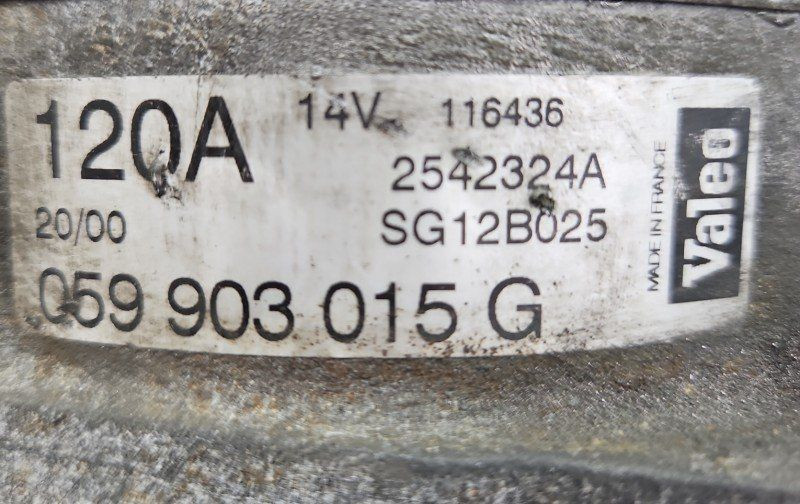 120A 14V 116436
2542324A
20/00 SG12B025
059 903 015 G
MADE IN FRANCE
Valeo